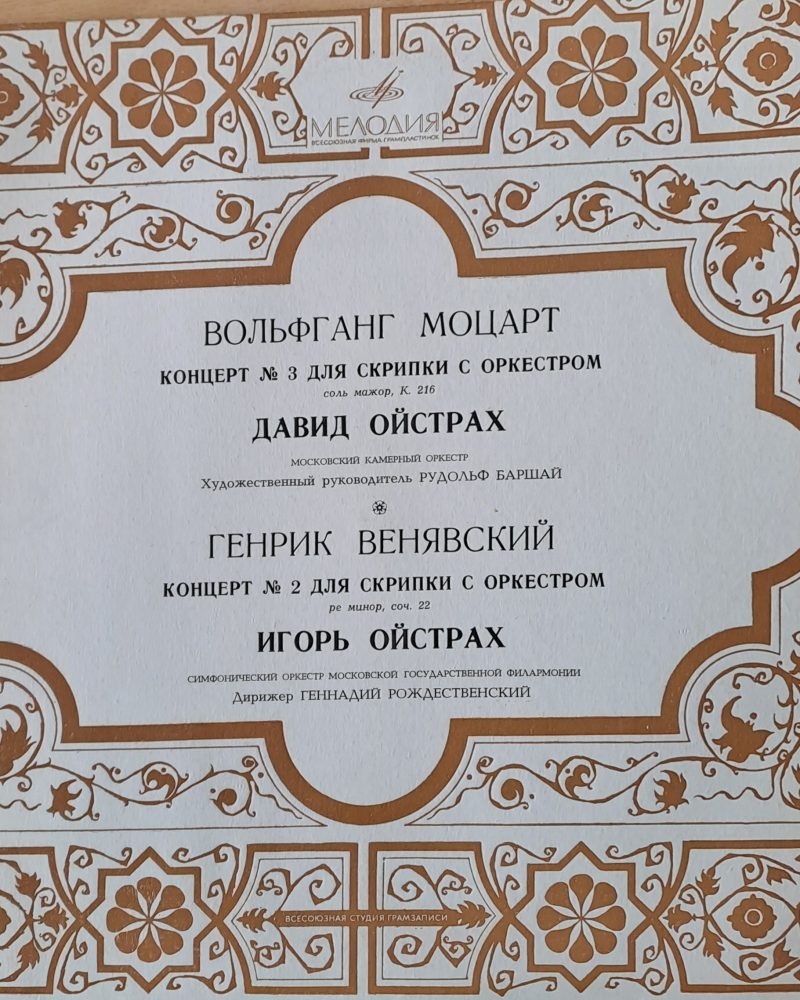 МЕЛОДИЯ
ВСЕСОЮЗНАЯ ФИРМА ГРАМПЛАСТИНОК
ВОЛЬФГАНГ МОЦАРТ
КОНЦЕРТ № 3 ДЛЯ СКРИПКИ С ОРКЕСТРОМ
соль мажор, К. 216
ДАВИД ОЙСТРАХ
МОСКОВСКИЙ КАМЕРНЫЙ ОРКЕСТР
Художественный руководитель РУДОЛЬФ БАРШАЙ
ГЕНРИК ВЕНЯВСКИЙ
КОНЦЕРТ № 2 ДЛЯ СКРИПКИ С ОРКЕСТРОМ
ре минор, соч. 22
ИГОРЬ ОЙСТРАХ
СИМФОНИЧЕСКИЙ ОРКЕСТР МОСКОВСКОЙ ГОСУДАРСТВЕННОЙ ФИЛАРМОНИИ
Дирижер ГЕННАДИЙ РОЖДЕСТВЕНСКИЙ
ВСЕСОЮЗНАЯ СТУДИЯ ГРАМЗАПИСИ